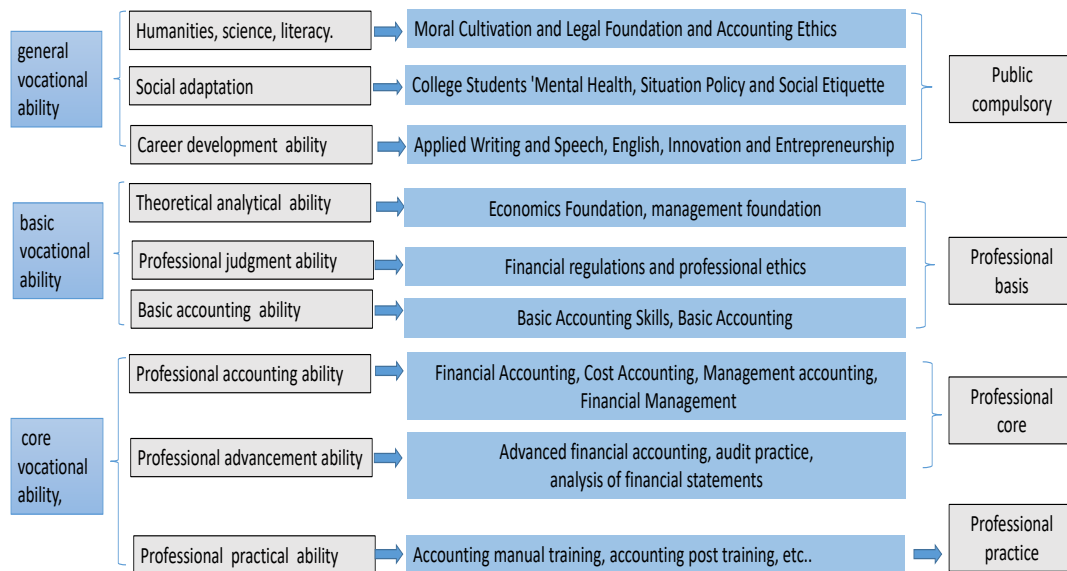 general
vocational
ability
Humanities, science, literacy.
Moral Cultivation and Legal Foundation and Accounting Ethics
Social adaptation
College Students 'Mental Health, Situation Policy and Social Etiquette
Career development  ability
Applied Writing and Speech, English, Innovation and Entrepreneurship
Public
compulsory
basic
vocational
ability
Theoretical analytical  ability
Economics Foundation, management foundation
Professional judgment ability
Financial regulations and professional ethics
Basic accounting  ability
Basic Accounting Skills, Basic Accounting
Professional
basis
core
vocational
ability,
Professional accounting ability
Financial Accounting, Cost Accounting, Management accounting,
Financial Management
Professional advancement ability
Advanced financial accounting, audit practice,
analysis of financial statements
Professional
core
Professional  practical ability
Accounting manual training, accounting post training, etc..
Professional
practice